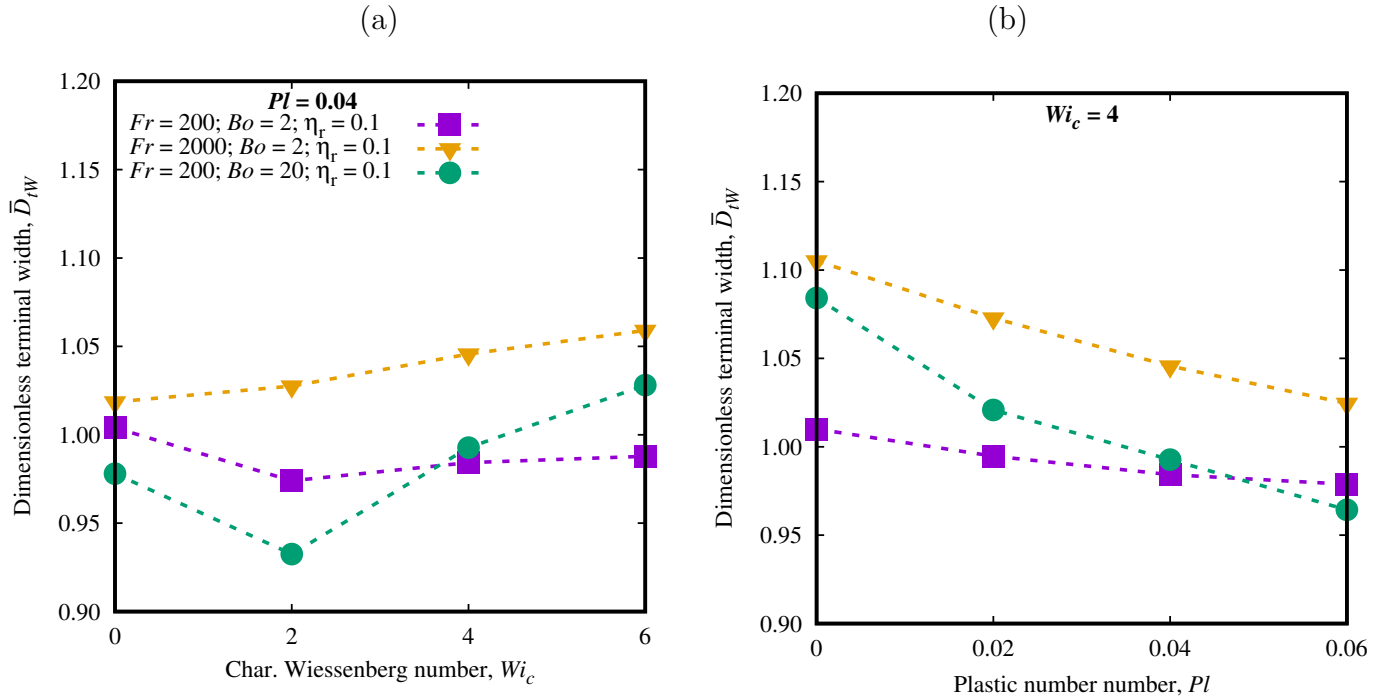 (a)
Pl = 0.04
Fr = 200; Bo = 2; ηr = 0.1
Fr = 2000; Bo = 2; ηr = 0.1
Fr = 200; Bo = 20; ηr = 0.1
Dimensionless terminal width, D̄tW
1.20
1.15
1.10
1.05
1.00
0.95
0.90
0
2
4
6
Char. Wiessenberg number, Wic
(b)
Wic = 4
Dimensionless terminal width, D̄tW
1.20
1.15
1.10
1.05
1.00
0.95
0.90
0
0.02
0.04
0.06
Plastic number number, Pl